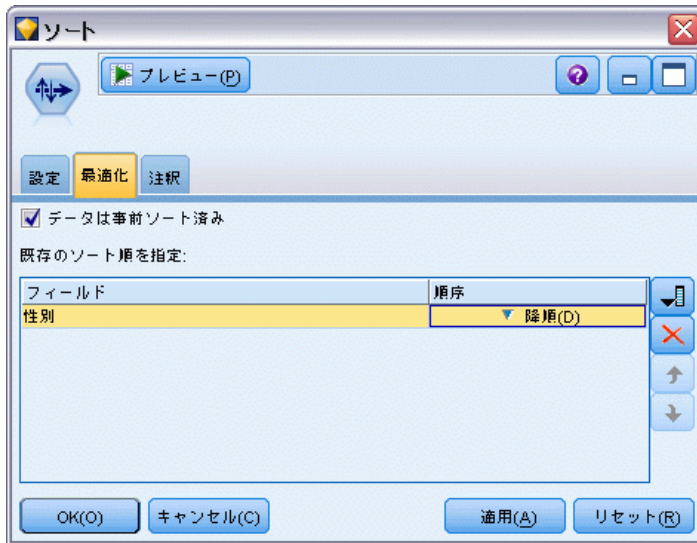 ソート
プレビュー(P)
設定 最適化 注釈
データは事前ソート済み
既存のソート順を指定:
フィールド 順序
性別 降順(D)
OK(O) キャンセル(C) 適用(A) リセット(R)